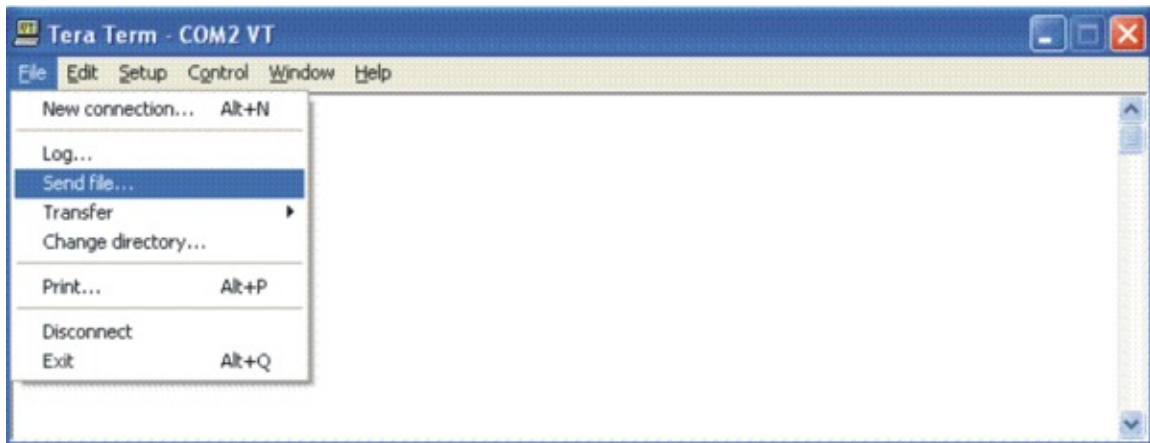 Tera Term - COM2 VT
File Edit Setup Control Window Help
New connection... Alt+N
Log...
Send file...
Transfer
Change directory...
Print... Alt+P
Disconnect
Exit Alt+Q